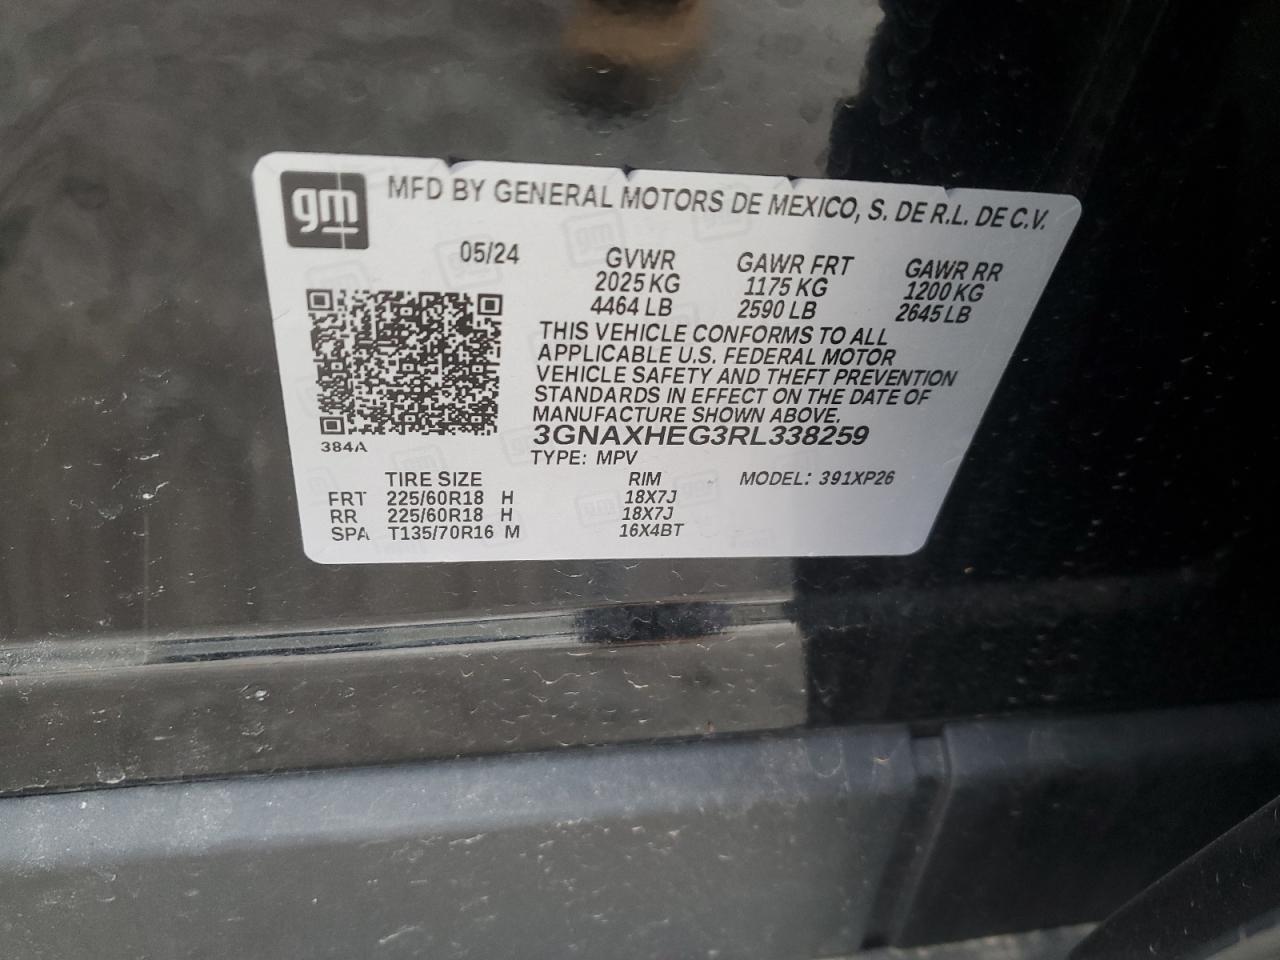 gm
MFD BY GENERAL MOTORS DE MEXICO, S. DE R.L. DE C.V.
05/24 GVWR GAWR FRT GAWR RR
2025 KG 1175 KG 1200 KG
4464 LB 2590 LB 2645 LB
THIS VEHICLE CONFORMS TO ALL
APPLICABLE U.S. FEDERAL MOTOR
VEHICLE SAFETY AND THEFT PREVENTION
STANDARDS IN EFFECT ON THE DATE OF
MANUFACTURE SHOWN ABOVE.
3GNAXHEG3RL338259
384A
TYPE: MPV
TIRE SIZE RIM MODEL: 391XP26
FRT 225/60R18 H 18X7J
RR 225/60R18 H 18X7J
SPA T135/70R16 M 16X4BT